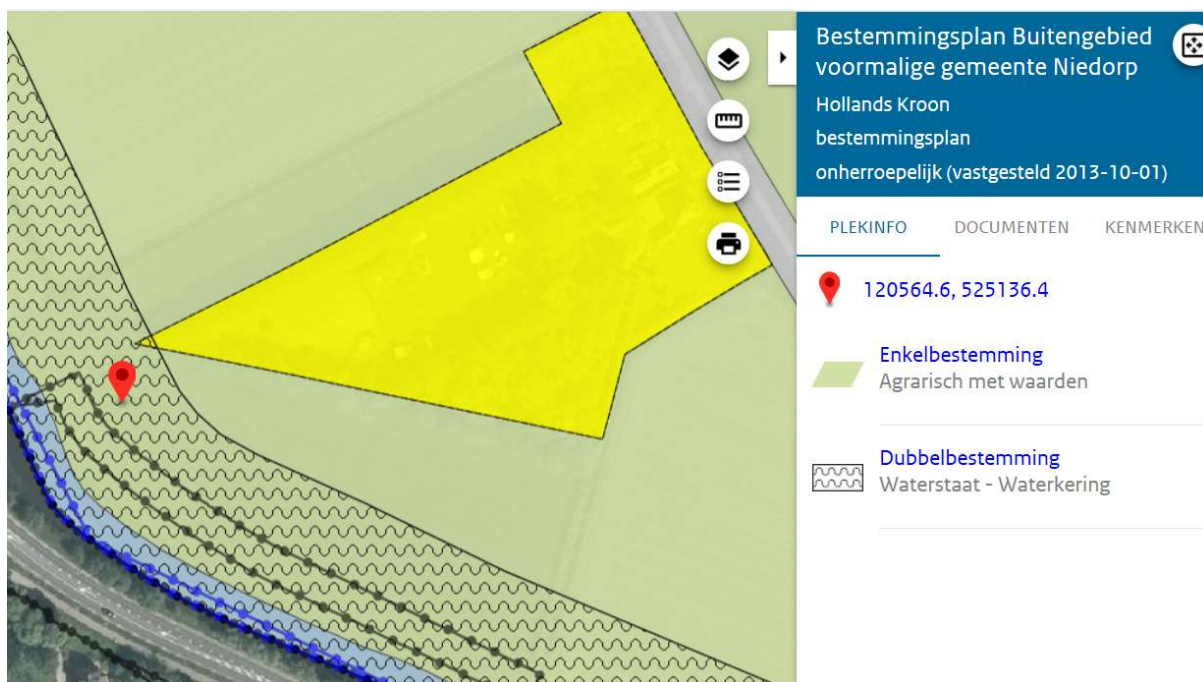 Bestemmingsplan Buitengebied
voormalige gemeente Niedorp
Hollands Kroon
bestemmingsplan
onherroepelijk (vastgesteld 2013-10-01)
PLEKINFO DOCUMENTEN KENMERKEN
120564.6, 525136.4
Enkelbestemming
Agrarisch met waarden
Dubbelbestemming
Waterstaat - Waterkering